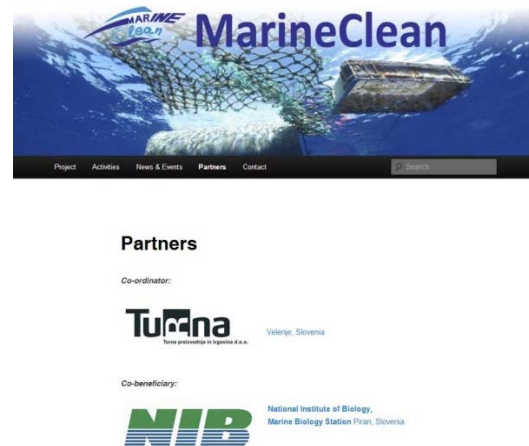 MARINE
clean
MarineClean
Project Activities News & Events Partners Contact Search
Partners
Co-ordinator:
Turna
Turna proizvodnja in trgovina d.o.o.
Velenje, Slovenia
Co-beneficiary:
NIB
National Institute of Biology,
Marine Biology Station Piran, Slovenia